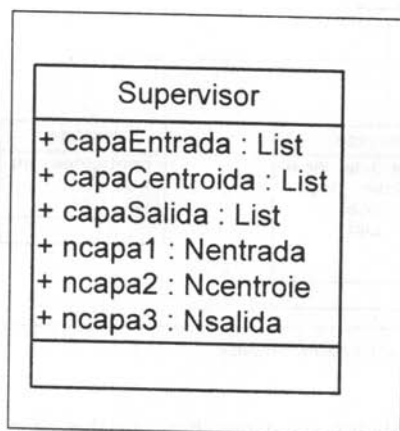 Supervisor
+ capaEntrada : List
+ capaCentroida : List
+ capaSalida : List
+ ncapa1 : Nentrada
+ ncapa2 : Ncentroie
+ ncapa3 : Nsalida